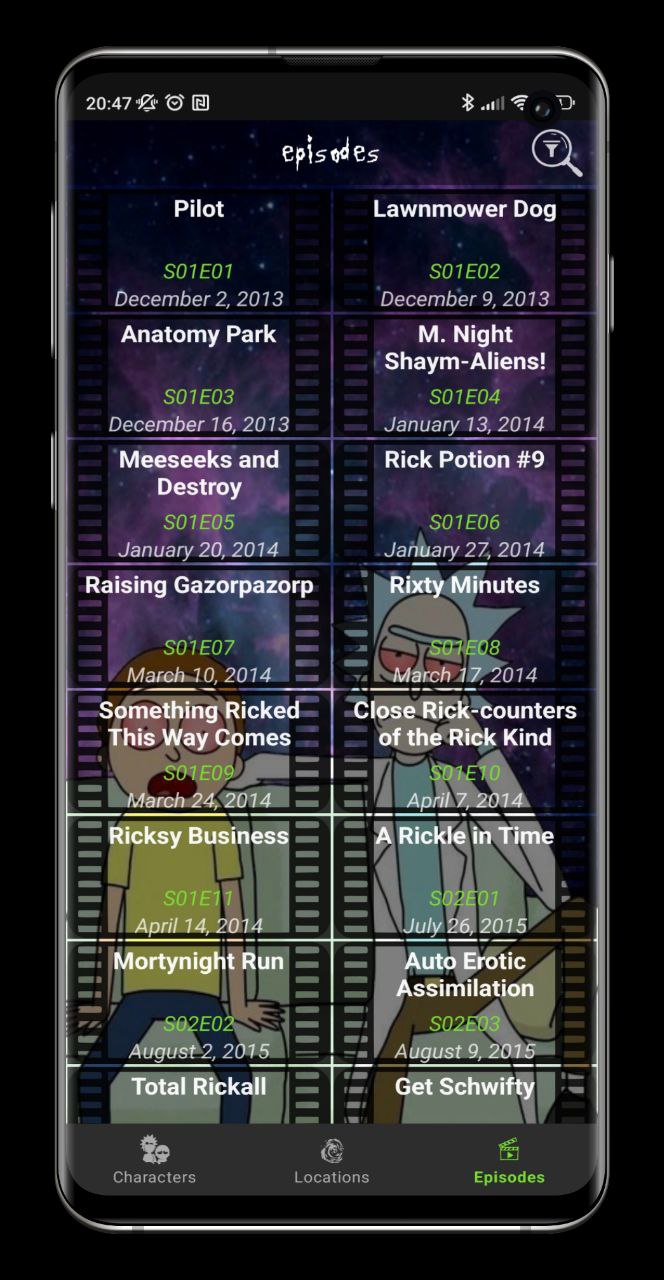 20:47
episodes
Pilot
S01E01
December 2, 2013
Lawnmower Dog
S01E02
December 9, 2013
Anatomy Park
S01E03
December 16, 2013
M. Night
Shaym-Aliens!
S01E04
January 13, 2014
Meeseeks and
Destroy
S01E05
January 20, 2014
Rick Potion #9
S01E06
January 27, 2014
Raising Gazorpazorp
S01E07
March 10, 2014
Rixty Minutes
S01E08
March 17, 2014
Something Ricked
This Way Comes
S01E09
March 24, 2014
Close Rick-counters
of the Rick Kind
S01E10
April 7, 2014
Ricksy Business
S01E11
April 14, 2014
A Rickle in Time
S02E01
July 26, 2015
Mortynight Run
S02E02
August 2, 2015
Auto Erotic
Assimilation
S02E03
August 9, 2015
Total Rickall
Get Schwifty
Characters
Locations
Episodes